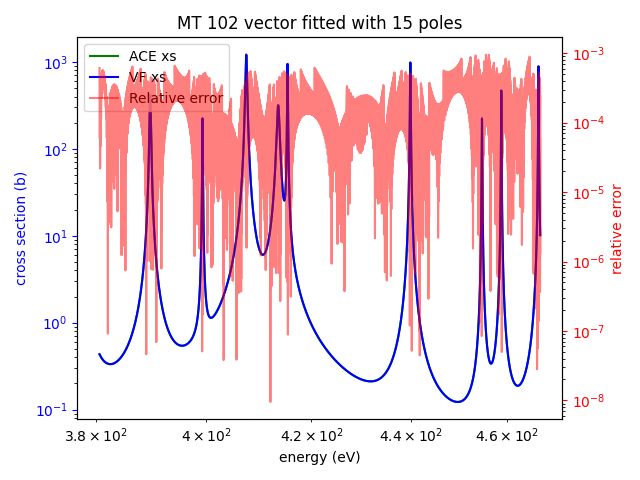 MT 102 vector fitted with 15 poles
ACE xs
VF xs
Relative error
10³
10²
10¹
10⁰
10⁻¹
cross section (b)
10⁻³
10⁻⁴
10⁻⁵
10⁻⁶
10⁻⁷
10⁻⁸
relative error
3.8 × 10² 4 × 10² 4.2 × 10² 4.4 × 10² 4.6 × 10²
energy (eV)